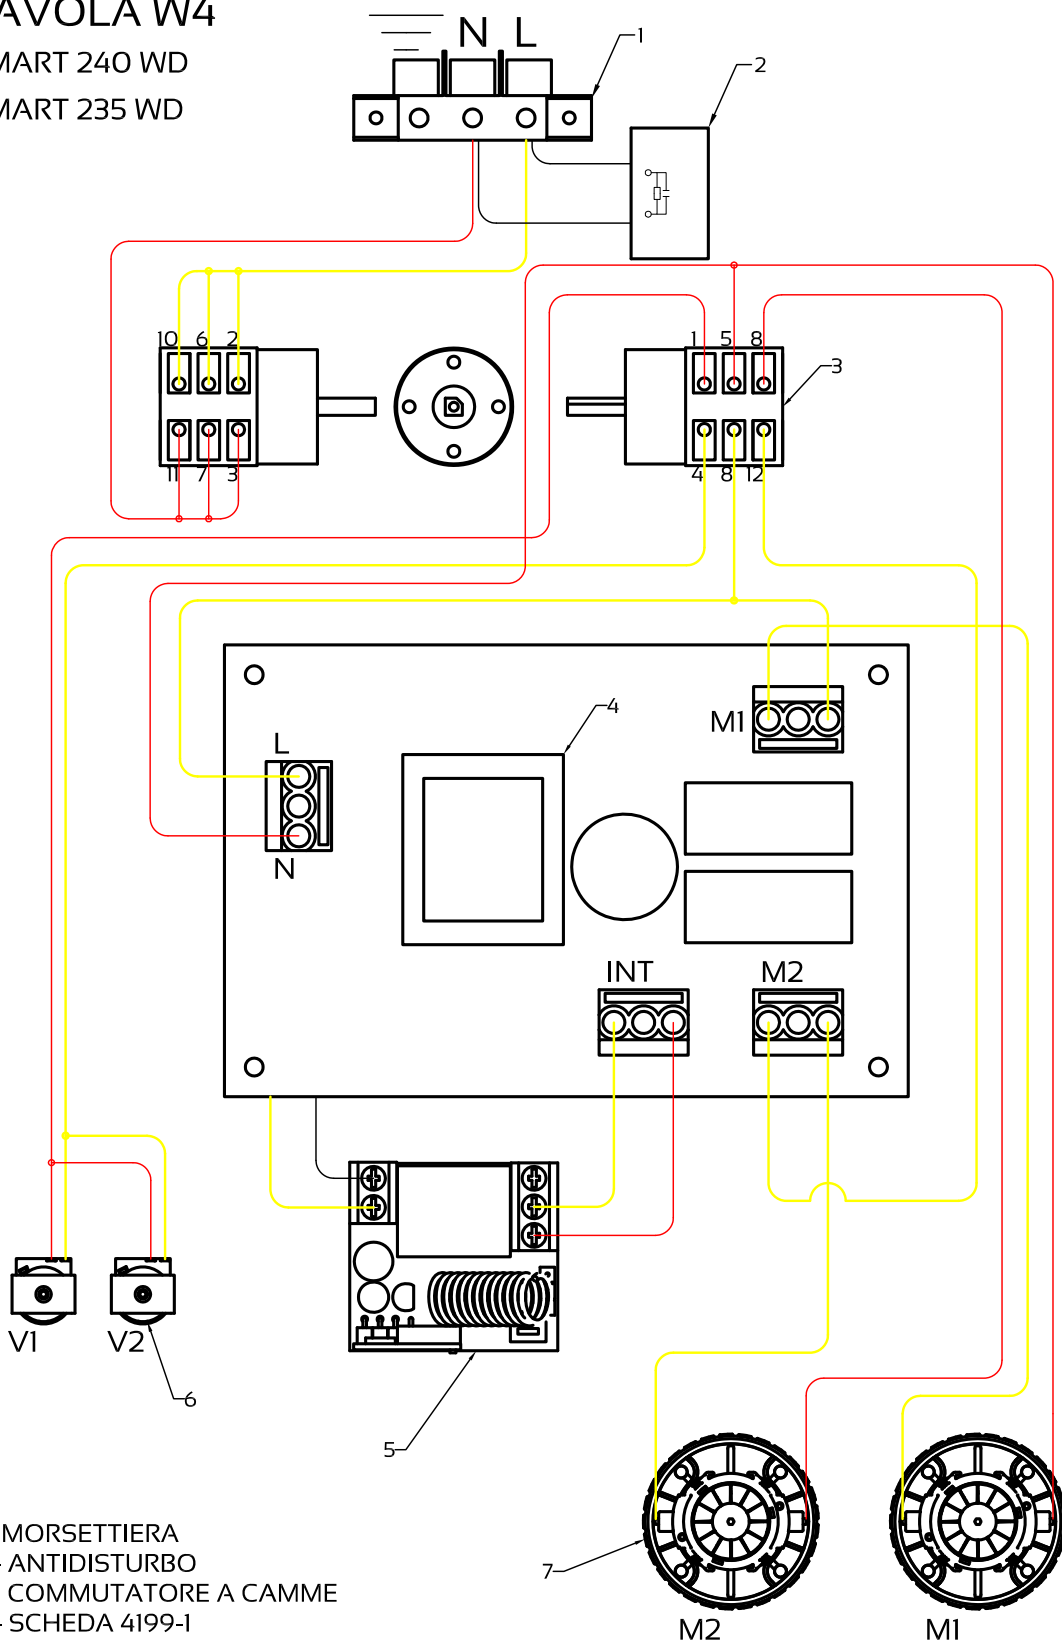 AVOLA W4
MART 240 WD
MART 235 WD
N L
1
2
10 6 2
1 5 8
3
11 7 3
4 8 12
4
M1
L
N
INT
M2
V1
V2
6
5
7
M2
M1
MORSETTIERA
- ANTIDISTURBO
COMMUTATORE A CAMME
- SCHEDA 4199-1